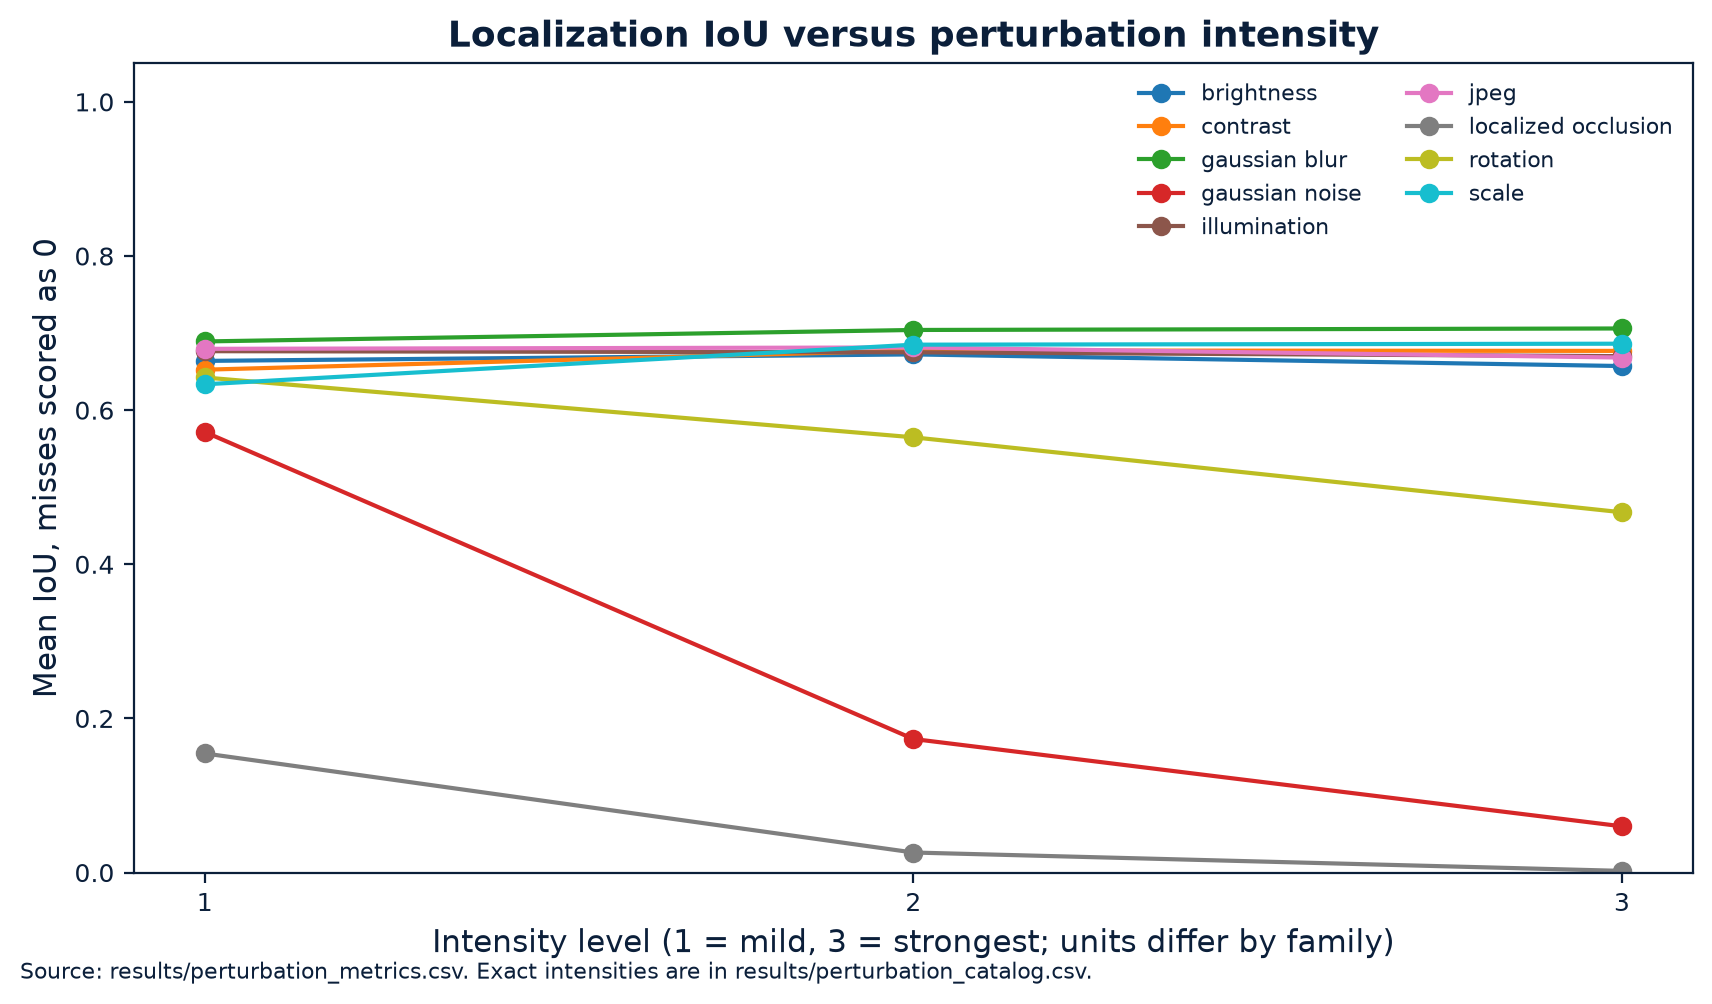 Localization IoU versus perturbation intensity
brightness
contrast
gaussian blur
gaussian noise
illumination
jpeg
localized occlusion
rotation
scale
Mean IoU, misses scored as 0
1.0
0.8
0.6
0.4
0.2
0.0
1
2
3
Intensity level (1 = mild, 3 = strongest; units differ by family)
Source: results/perturbation_metrics.csv. Exact intensities are in results/perturbation_catalog.csv.